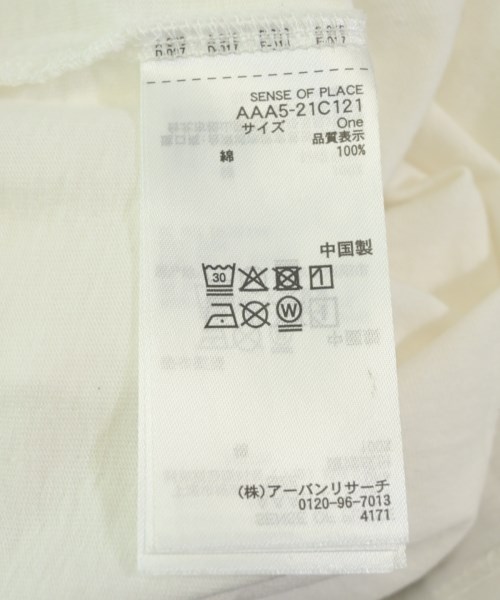 SENSE OF PLACE
AAA5-21C121
サイズ One
品質表示
綿 100%
中国製
30
W
(株)アーバンリサーチ
0120-96-7013
4171